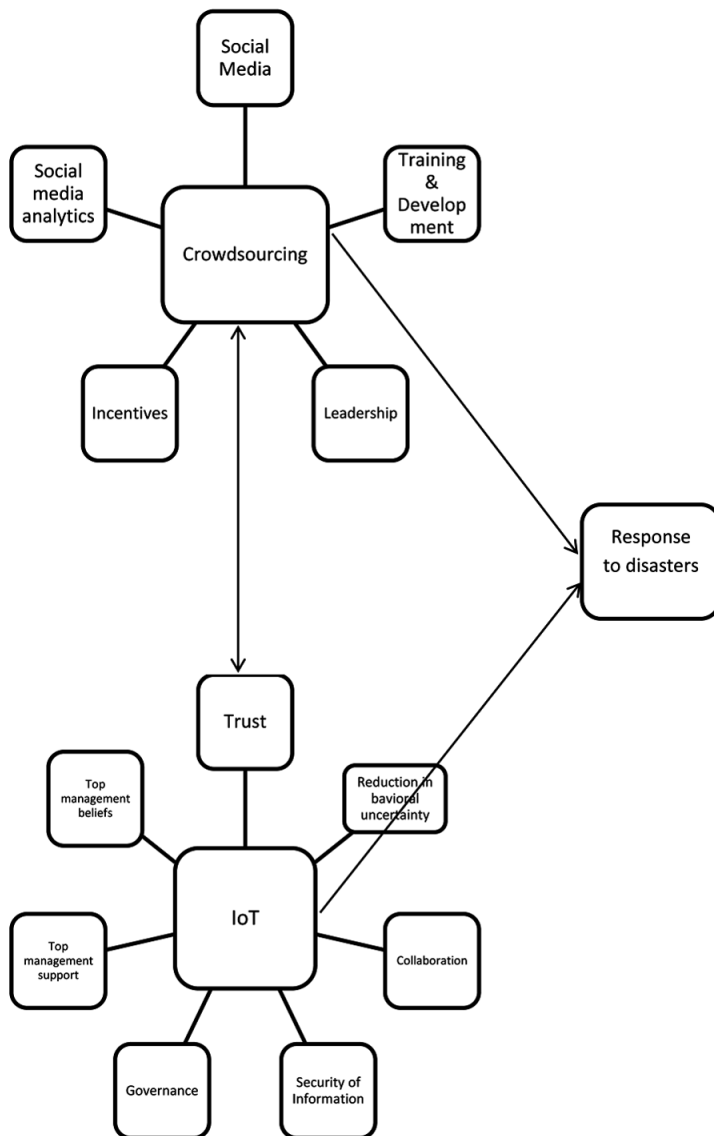 Social
Media
Social
media
analytics
Training
&
Develop
ment
Crowdsourcing
Incentives
Leadership
Response
to disasters
Trust
Top
management
beliefs
Reduction in
bavioral
uncertainty
IoT
Top
management
support
Collaboration
Governance
Security of
Information